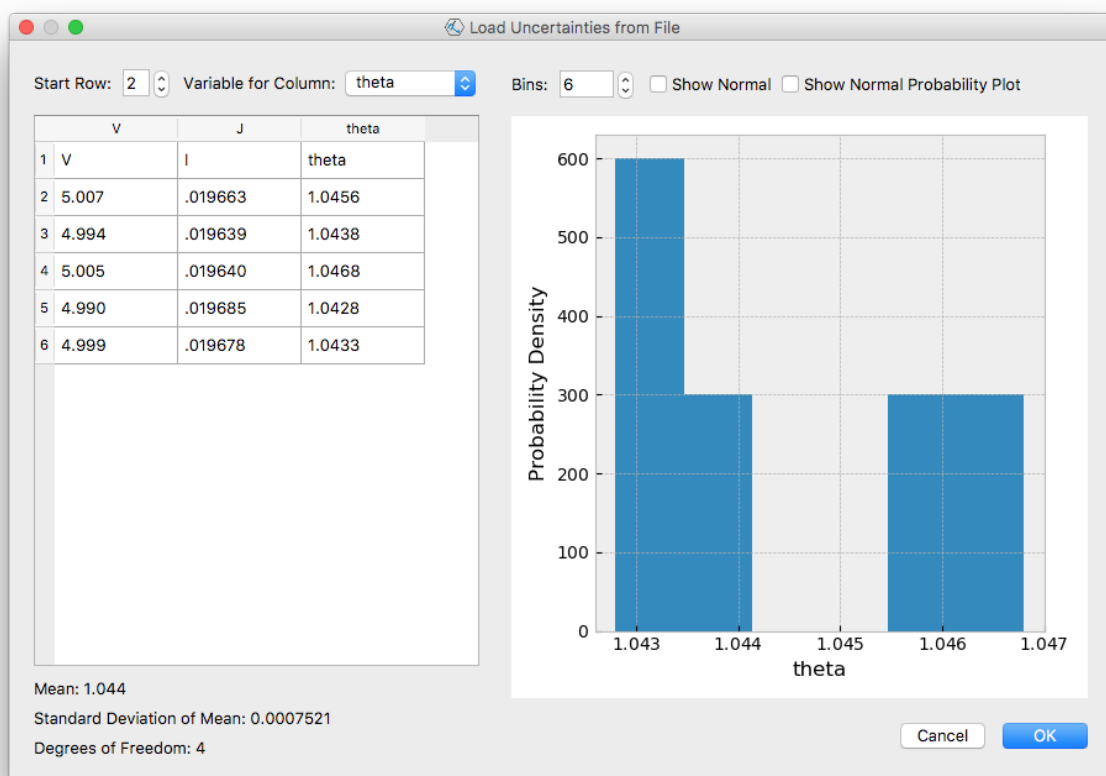 Load Uncertainties from File
Start Row: 2 Variable for Column: theta
Bins: 6 Show Normal Show Normal Probability Plot
V J theta
1 V I theta
2 5.007 .019663 1.0456
3 4.994 .019639 1.0438
4 5.005 .019640 1.0468
5 4.990 .019685 1.0428
6 4.999 .019678 1.0433
Mean: 1.044
Standard Deviation of Mean: 0.0007521
Degrees of Freedom: 4
600
500
400
300
200
100
0
Probability Density
1.043 1.044 1.045 1.046 1.047
theta
Cancel OK